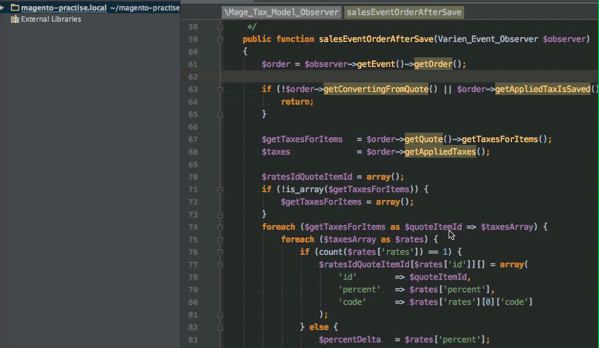 magento-practise.local ~/magento-practise
External Libraries
\Mage_Tax_Model_Observer salesEventOrderAfterSave
58 */
59 public function salesEventOrderAfterSave(Varien_Event_Observer $observer)
60 {
61 $order = $observer->getEvent()->getOrder();
62
63 if (!$order->getConvertingFromQuote() || $order->getAppliedTaxIsSaved()
64 return;
65 }
66
67 $getTaxesForItems = $order->getQuote()->getTaxesForItems();
68 $taxes = $order->getAppliedTaxes();
69
70 $ratesIdQuoteItemId = array();
71 if (!is_array($getTaxesForItems)) {
72 $getTaxesForItems = array();
73 }
74 foreach ($getTaxesForItems as $quoteItemId => $taxesArray) {
75 foreach ($taxesArray as $rates) {
76 if (count($rates['rates']) == 1) {
77 $ratesIdQuoteItemId[$rates['id']][] = array(
78 'id' => $quoteItemId,
79 'percent' => $rates['percent'],
80 'code' => $rates['rates'][0]['code']
81 );
82 } else {
83 $percentDelta = $rates['percent'];